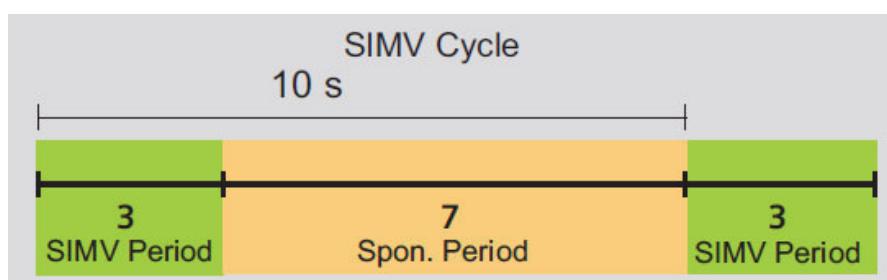 SIMV Cycle
10 s
3 7 3
SIMV Period Spon. Period SIMV Period